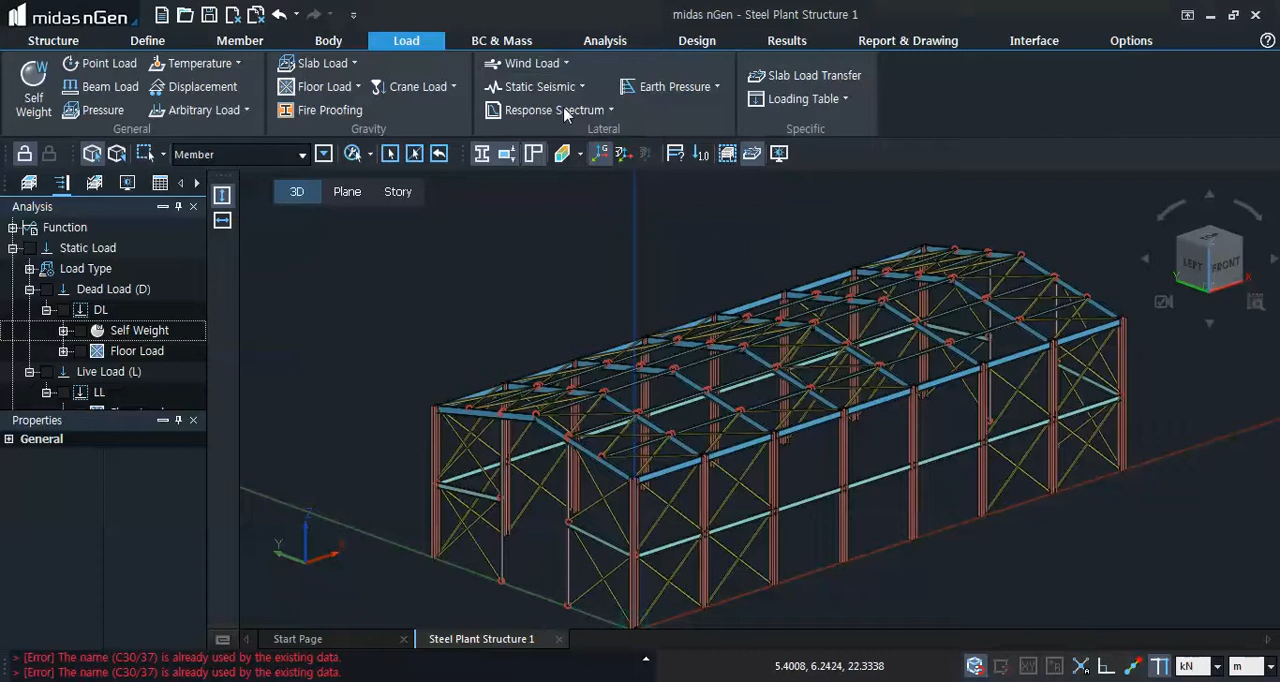 midas nGen
midas nGen - Steel Plant Structure 1
Structure Define Member Body Load BC & Mass Analysis Design Results Report & Drawing Interface Options
Self Weight
Point Load
Beam Load
Pressure
Temperature
Displacement
Arbitrary Load
General
Slab Load
Floor Load
Fire Proofing
Crane Load
Gravity
Wind Load
Static Seismic
Response Spectrum
Earth Pressure
Lateral
Slab Load Transfer
Loading Table
Specific
Member
1.0
Analysis
Function
Static Load
Load Type
Dead Load (D)
DL
Self Weight
Floor Load
Live Load (L)
LL
Properties
General
3D Plane Story
LEFT FRONT
Z
Y X
Z
Y X
Start Page
Steel Plant Structure 1
[Error] The name (C30/37) is already used by the existing data.
[Error] The name (C30/37) is already used by the existing data.
5.4008, 6.2424, 22.3338
kN
m